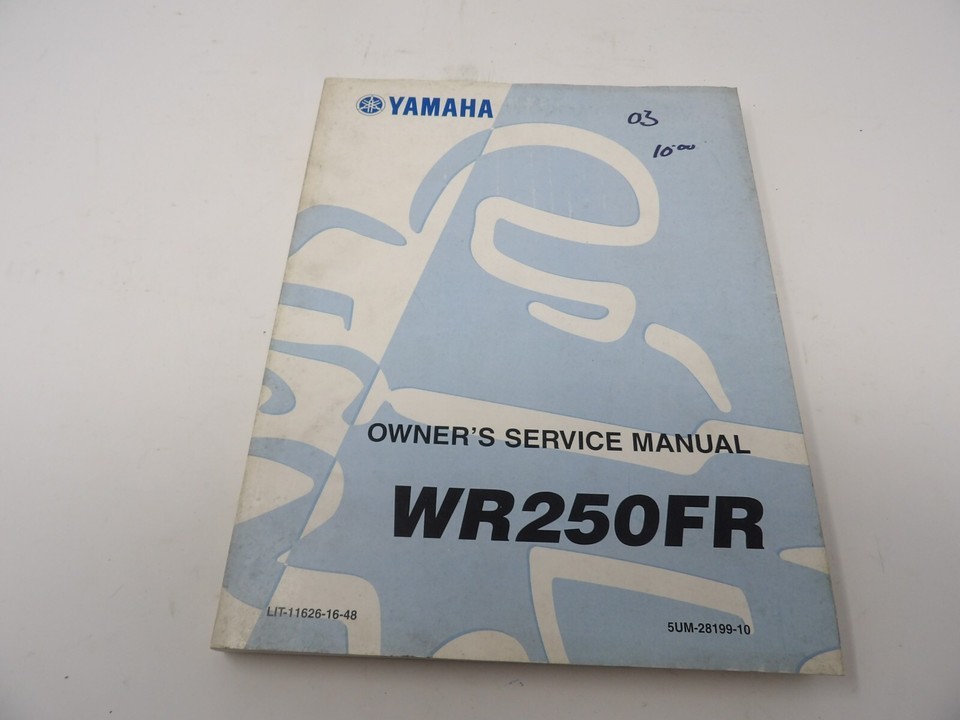 YAMAHA
03
10.00
OWNER'S SERVICE MANUAL
WR250FR
LIT-11626-16-48
5UM-28199-10